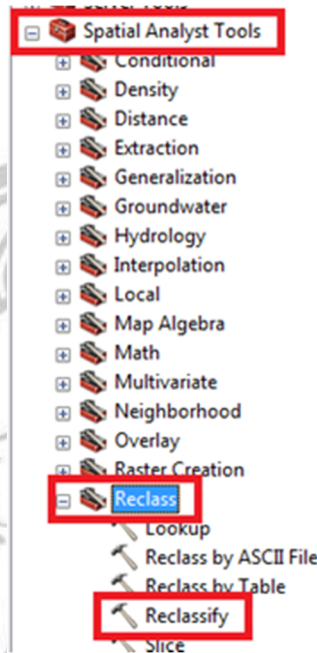 Spatial Analyst Tools
Conditional
Density
Distance
Extraction
Generalization
Groundwater
Hydrology
Interpolation
Local
Map Algebra
Math
Multivariate
Neighborhood
Overlay
Raster Creation
Reclass
Lookup
Reclass by ASCII File
Reclass by Table
Reclassify
Slice